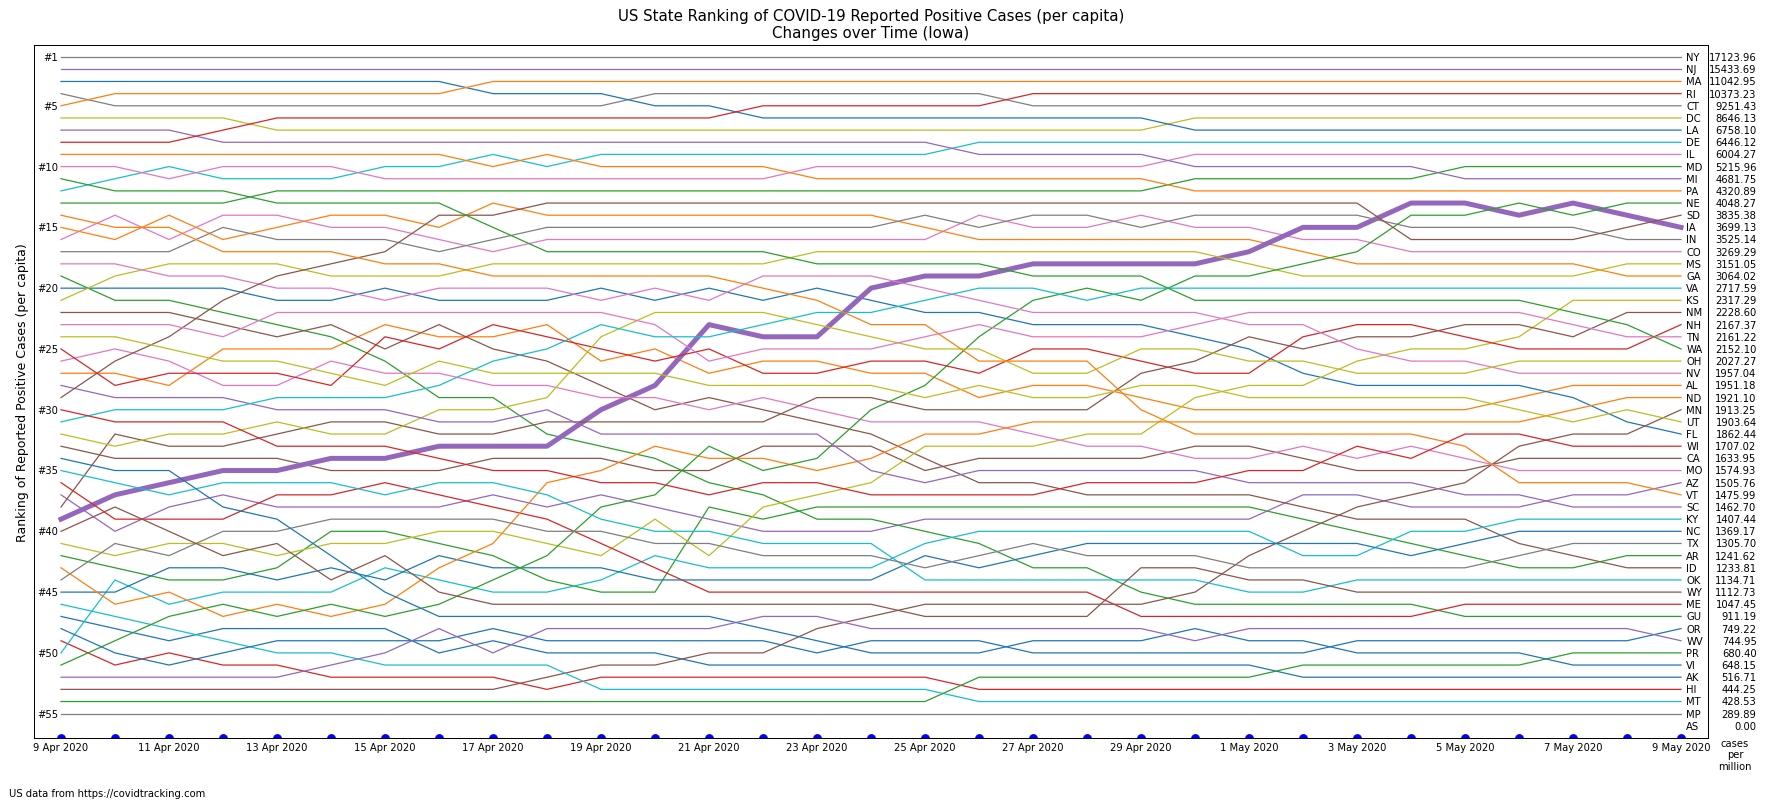 US State Ranking of COVID-19 Reported Positive Cases (per capita)
Changes over Time (Iowa)
Ranking of Reported Positive Cases (per capita)
#1
#5
#10
#15
#20
#25
#30
#35
#40
#45
#50
#55
NY 17123.96
NJ 15433.69
MA 11042.95
RI 10373.23
CT 9251.43
DC 8646.13
LA 6758.10
DE 6446.12
IL 6004.27
MD 5215.96
MI 4681.75
PA 4320.89
NE 4048.27
SD 3835.38
IA 3699.13
IN 3525.14
CO 3269.29
MS 3151.05
GA 3064.02
VA 2717.59
KS 2317.29
NM 2228.60
NH 2167.37
TN 2161.22
WA 2152.10
OH 2027.27
NV 1957.04
AL 1951.18
ND 1921.10
MN 1913.25
UT 1903.64
FL 1862.44
WI 1707.02
CA 1633.95
MO 1574.93
AZ 1505.76
VT 1475.99
SC 1462.70
KY 1407.44
NC 1369.17
TX 1305.70
AR 1241.62
ID 1233.81
OK 1134.71
WY 1112.73
ME 1047.45
GU 911.19
OR 749.22
WV 744.95
PR 680.40
VI 648.15
AK 516.71
HI 444.25
MT 428.53
MP 289.89
AS 0.00
9 Apr 2020 11 Apr 2020 13 Apr 2020 15 Apr 2020 17 Apr 2020 19 Apr 2020 21 Apr 2020 23 Apr 2020 25 Apr 2020 27 Apr 2020 29 Apr 2020 1 May 2020 3 May 2020 5 May 2020 7 May 2020 9 May 2020
cases
per
million
US data from https://covidtracking.com